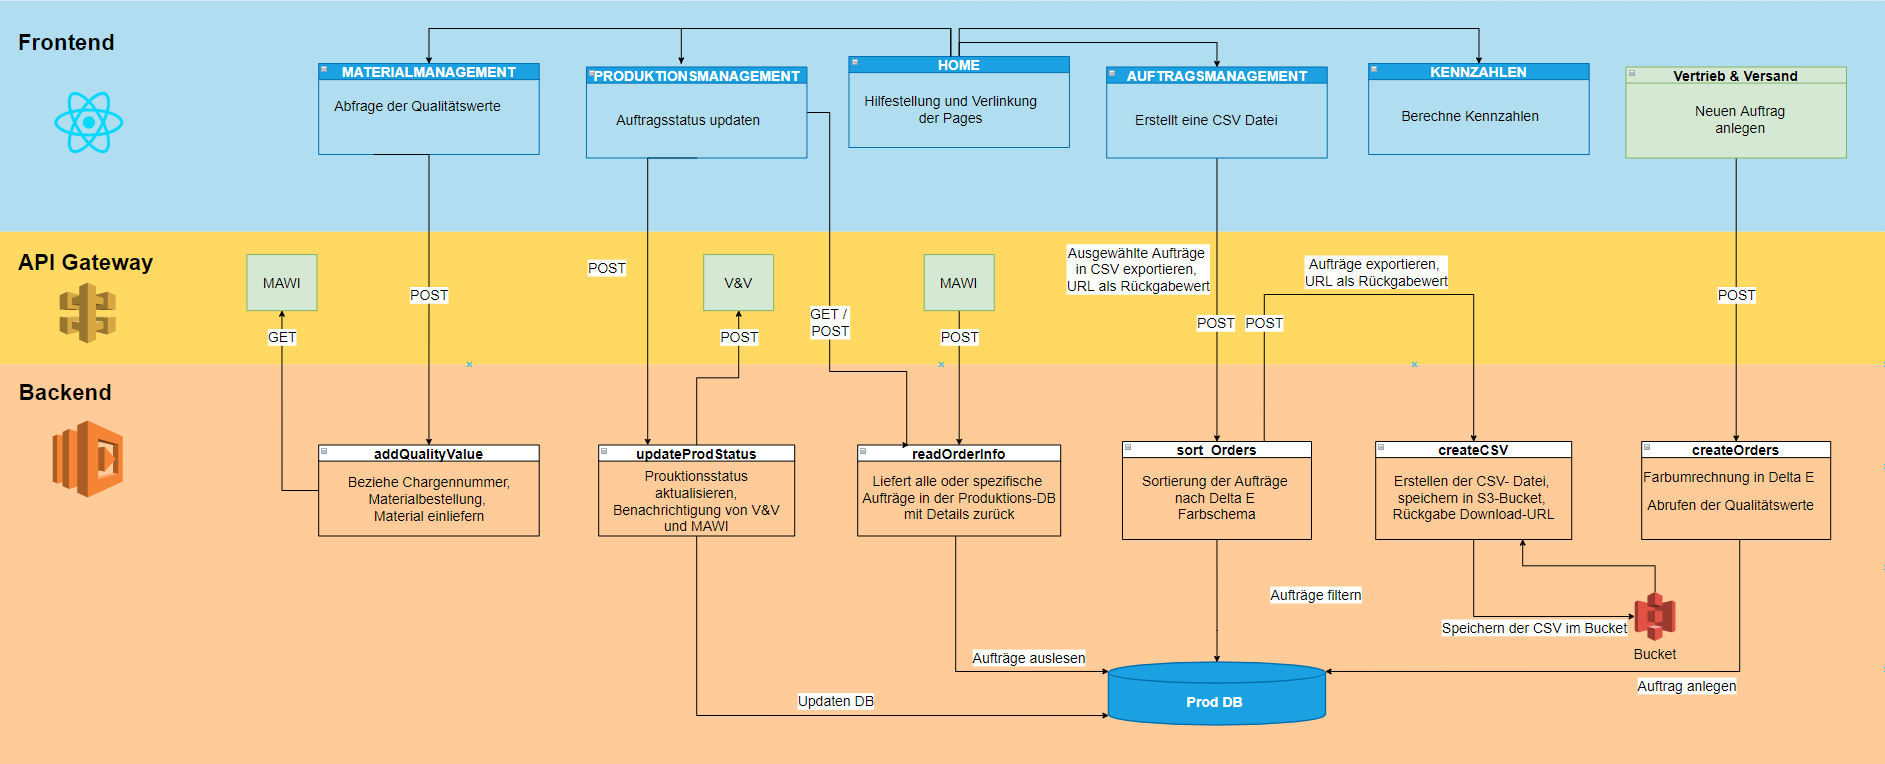 Frontend
MATERIALMANAGEMENT
Abfrage der Qualitätswerte
PRODUKTIONSMANAGEMENT
Auftragsstatus updaten
HOME
Hilfestellung und Verlinkung
der Pages
AUFTRAGSMANAGEMENT
Erstellt eine CSV Datei
KENNZAHLEN
Berechne Kennzahlen
Vertrieb & Versand
Neuen Auftrag
anlegen
API Gateway
MAWI
GET
POST
POST
V&V
POST
GET /
POST
MAWI
POST
Ausgewählte Aufträge
in CSV exportieren,
URL als Rückgabewert
POST
POST
Aufträge exportieren,
URL als Rückgabewert
POST
Backend
addQualityValue
Beziehe Chargennummer,
Materialbestellung,
Material einliefern
updateProdStatus
Prouktionsstatus
aktualisieren,
Benachrichtigung von V&V
und MAWI
readOrderInfo
Liefert alle oder spezifische
Aufträge in der Produktions-DB
mit Details zurück
sort_Orders
Sortierung der Aufträge
nach Delta E
Farbschema
createCSV
Erstellen der CSV- Datei,
speichern in S3-Bucket,
Rückgabe Download-URL
createOrders
Farbumrechnung in Delta E
Abrufen der Qualitätswerte
Aufträge filtern
Speichern der CSV im Bucket
Bucket
Aufträge auslesen
Auftrag anlegen
Updaten DB
Prod DB